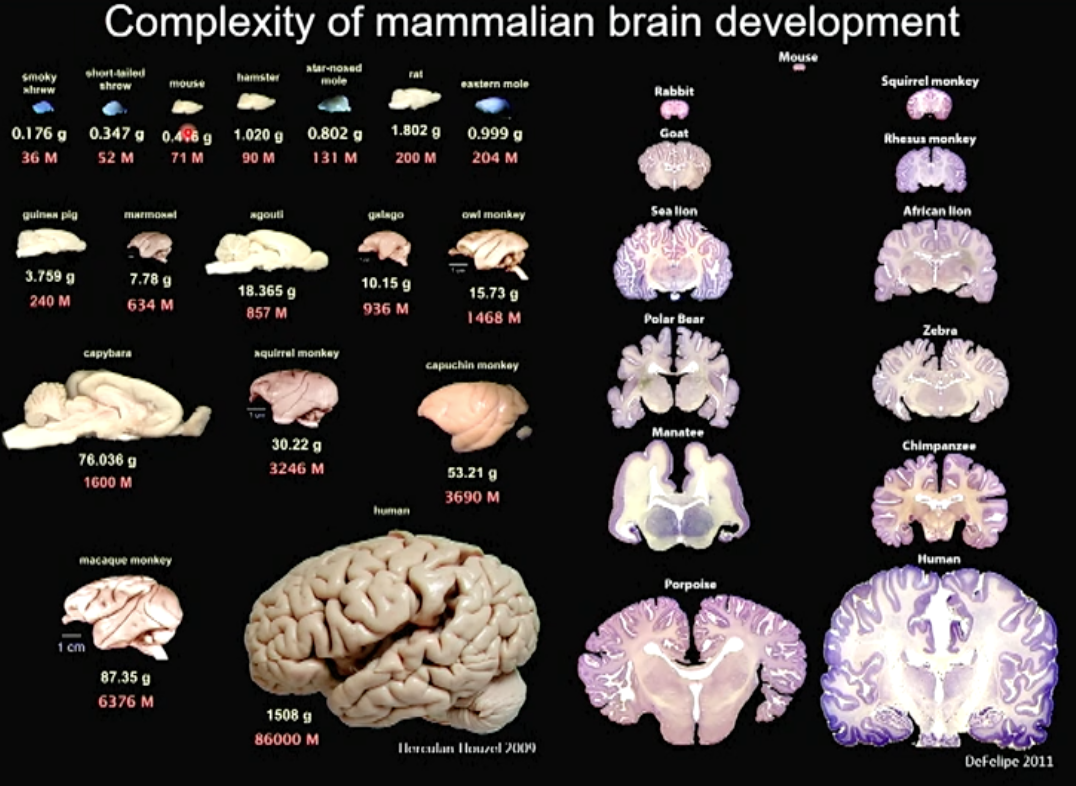 Complexity of mammalian brain development
smoky
shrew
0.176 g
36 M
short-tailed
shrew
0.347 g
52 M
mouse
71 M
hamster
1.020 g
90 M
star-nosed
mole
0.802 g
131 M
rat
1.802 g
200 M
eastern mole
0.999 g
204 M
guinea pig
3.759 g
240 M
marmoset
7.78 g
634 M
agouti
18.365 g
857 M
galago
10.15 g
936 M
owl monkey
15.73 g
1468 M
capybara
76.036 g
1600 M
squirrel monkey
30.22 g
3246 M
capuchin monkey
53.21 g
3690 M
macaque monkey
1 cm
87.35 g
6376 M
human
1508 g
86000 M
Herculan Houzel 2009
Mouse
Rabbit
Goat
Sea lion
Polar Bear
Manatee
Porpoise
Squirrel monkey
Rhesus monkey
African lion
Zebra
Chimpanzee
Human
DeFelipe 2011